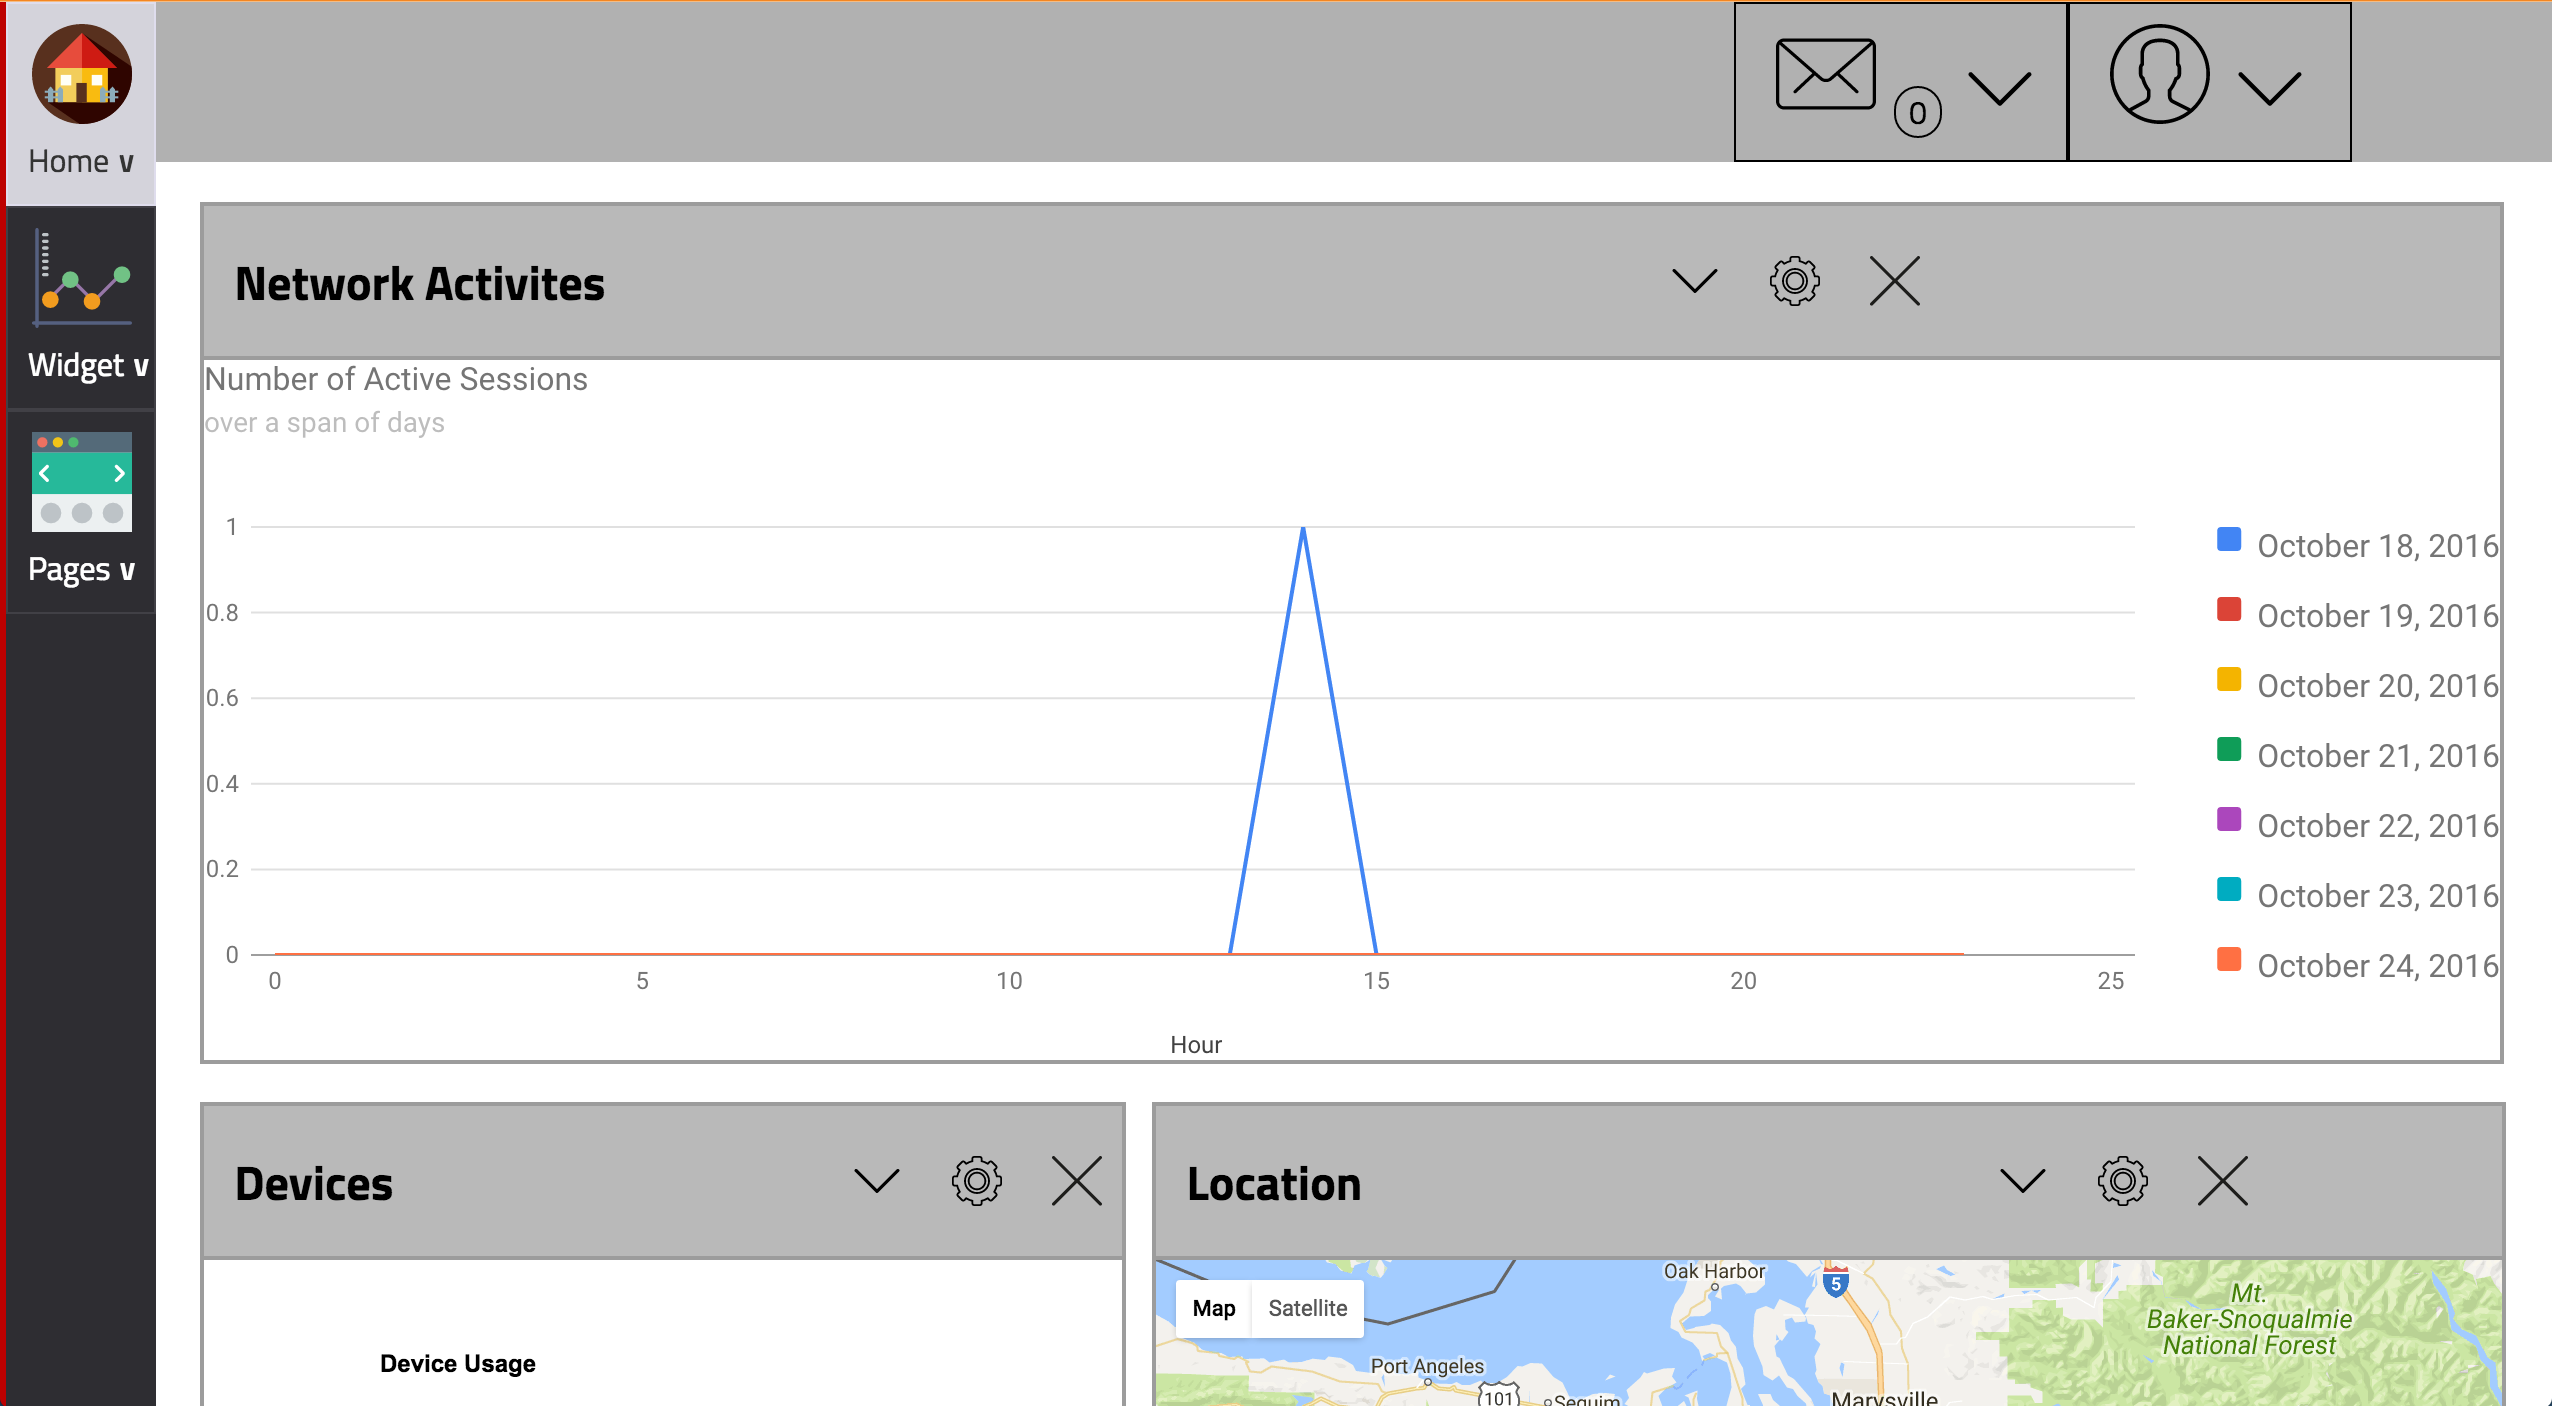 Home v
0
Widget v
Pages v
Network Activites
Number of Active Sessions
over a span of days
1
0.8
0.6
0.4
0.2
0
0 5 10 15 20 25
Hour
October 18, 2016
October 19, 2016
October 20, 2016
October 21, 2016
October 22, 2016
October 23, 2016
October 24, 2016
Devices
Device Usage
Location
Map Satellite
Oak Harbor
5
Mt.
Baker-Snoqualmie
National Forest
Port Angeles
101
Sequim
Marysville